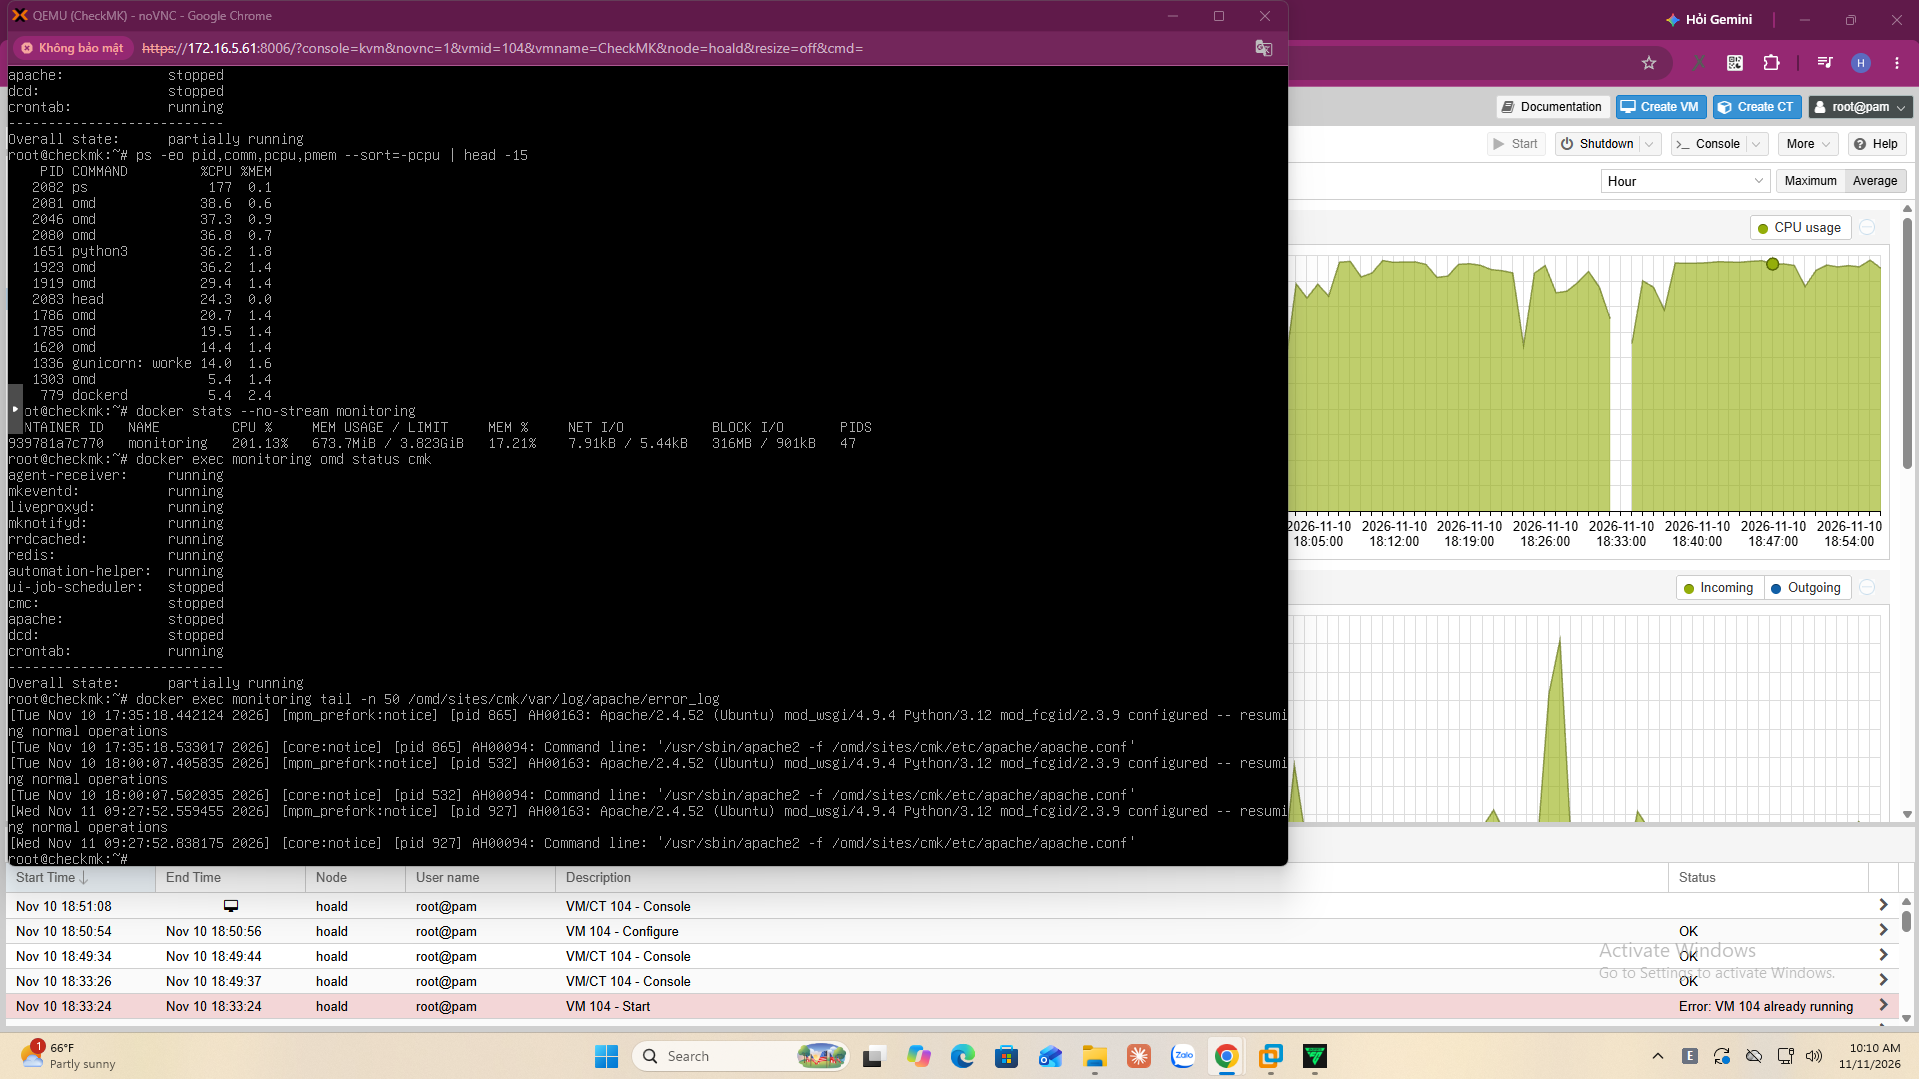 QEMU (CheckMK) - noVNC - Google Chrome
Hỏi Gemini
Không bảo mật
https://172.16.5.61:8006/?console=kvm&novnc=1&vmid=104&vmname=CheckMK&node=hoald&resize=off&cmd=
H
Documentation
Create VM
Create CT
root@pam
Start
Shutdown
Console
More
Help
Hour
Maximum
Average
apache: stopped
dcd: stopped
crontab: running
---------------------------
Overall state: partially running
root@checkmk:~# ps -eo pid,comm,pcpu,pmem --sort=-pcpu | head -15
PID COMMAND %CPU %MEM
2082 ps 177 0.1
2081 omd 38.6 0.6
2046 omd 37.3 0.9
2080 omd 36.8 0.7
1651 python3 36.2 1.8
1923 omd 36.2 1.4
1919 omd 29.4 1.4
2083 head 24.3 0.0
1786 omd 20.7 1.4
1785 omd 19.5 1.4
1620 omd 14.4 1.4
1336 gunicorn: worke 14.0 1.6
1303 omd 5.4 1.4
779 dockerd 5.4 2.4
oot@checkmk:~# docker stats --no-stream monitoring
NTAINER ID NAME CPU % MEM USAGE / LIMIT MEM % NET I/O BLOCK I/O PIDS
939781a7c770 monitoring 201.13% 673.7MiB / 3.823GiB 17.21% 7.91kB / 5.44kB 316MB / 901kB 47
root@checkmk:~# docker exec monitoring omd status cmk
agent-receiver: running
mkeventd: running
liveproxyd: running
mknotifyd: running
rrdcached: running
redis: running
automation-helper: running
ui-job-scheduler: stopped
cmc: stopped
apache: stopped
dcd: stopped
crontab: running
---------------------------
Overall state: partially running
root@checkmk:~# docker exec monitoring tail -n 50 /omd/sites/cmk/var/log/apache/error_log
[Tue Nov 10 17:35:18.442124 2026] [mpm_prefork:notice] [pid 865] AH00163: Apache/2.4.52 (Ubuntu) mod_wsgi/4.9.4 Python/3.12 mod_fcgid/2.3.9 configured -- resumi
ng normal operations
[Tue Nov 10 17:35:18.533017 2026] [core:notice] [pid 865] AH00094: Command line: '/usr/sbin/apache2 -f /omd/sites/cmk/etc/apache/apache.conf'
[Tue Nov 10 18:00:07.405835 2026] [mpm_prefork:notice] [pid 532] AH00163: Apache/2.4.52 (Ubuntu) mod_wsgi/4.9.4 Python/3.12 mod_fcgid/2.3.9 configured -- resumi
ng normal operations
[Tue Nov 10 18:00:07.502035 2026] [core:notice] [pid 532] AH00094: Command line: '/usr/sbin/apache2 -f /omd/sites/cmk/etc/apache/apache.conf'
[Wed Nov 11 09:27:52.559455 2026] [mpm_prefork:notice] [pid 927] AH00163: Apache/2.4.52 (Ubuntu) mod_wsgi/4.9.4 Python/3.12 mod_fcgid/2.3.9 configured -- resumi
ng normal operations
[Wed Nov 11 09:27:52.838175 2026] [core:notice] [pid 927] AH00094: Command line: '/usr/sbin/apache2 -f /omd/sites/cmk/etc/apache/apache.conf'
root@checkmk:~#
CPU usage
2026-11-10 2026-11-10 2026-11-10 2026-11-10 2026-11-10 2026-11-10 2026-11-10 2026-11-10
18:05:00 18:12:00 18:19:00 18:26:00 18:33:00 18:40:00 18:47:00 18:54:00
Incoming
Outgoing
Start Time End Time Node User name Description Status
Nov 10 18:51:08 hoald root@pam VM/CT 104 - Console
Nov 10 18:50:54 Nov 10 18:50:56 hoald root@pam VM 104 - Configure OK
Nov 10 18:49:34 Nov 10 18:49:44 hoald root@pam VM/CT 104 - Console OK
Nov 10 18:33:26 Nov 10 18:49:37 hoald root@pam VM/CT 104 - Console OK
Nov 10 18:33:24 Nov 10 18:33:24 hoald root@pam VM 104 - Start Error: VM 104 already running
Activate Windows
Go to Settings to activate Windows.
1
66°F
Partly sunny
Search
Zalo
E
10:10 AM
11/11/2026